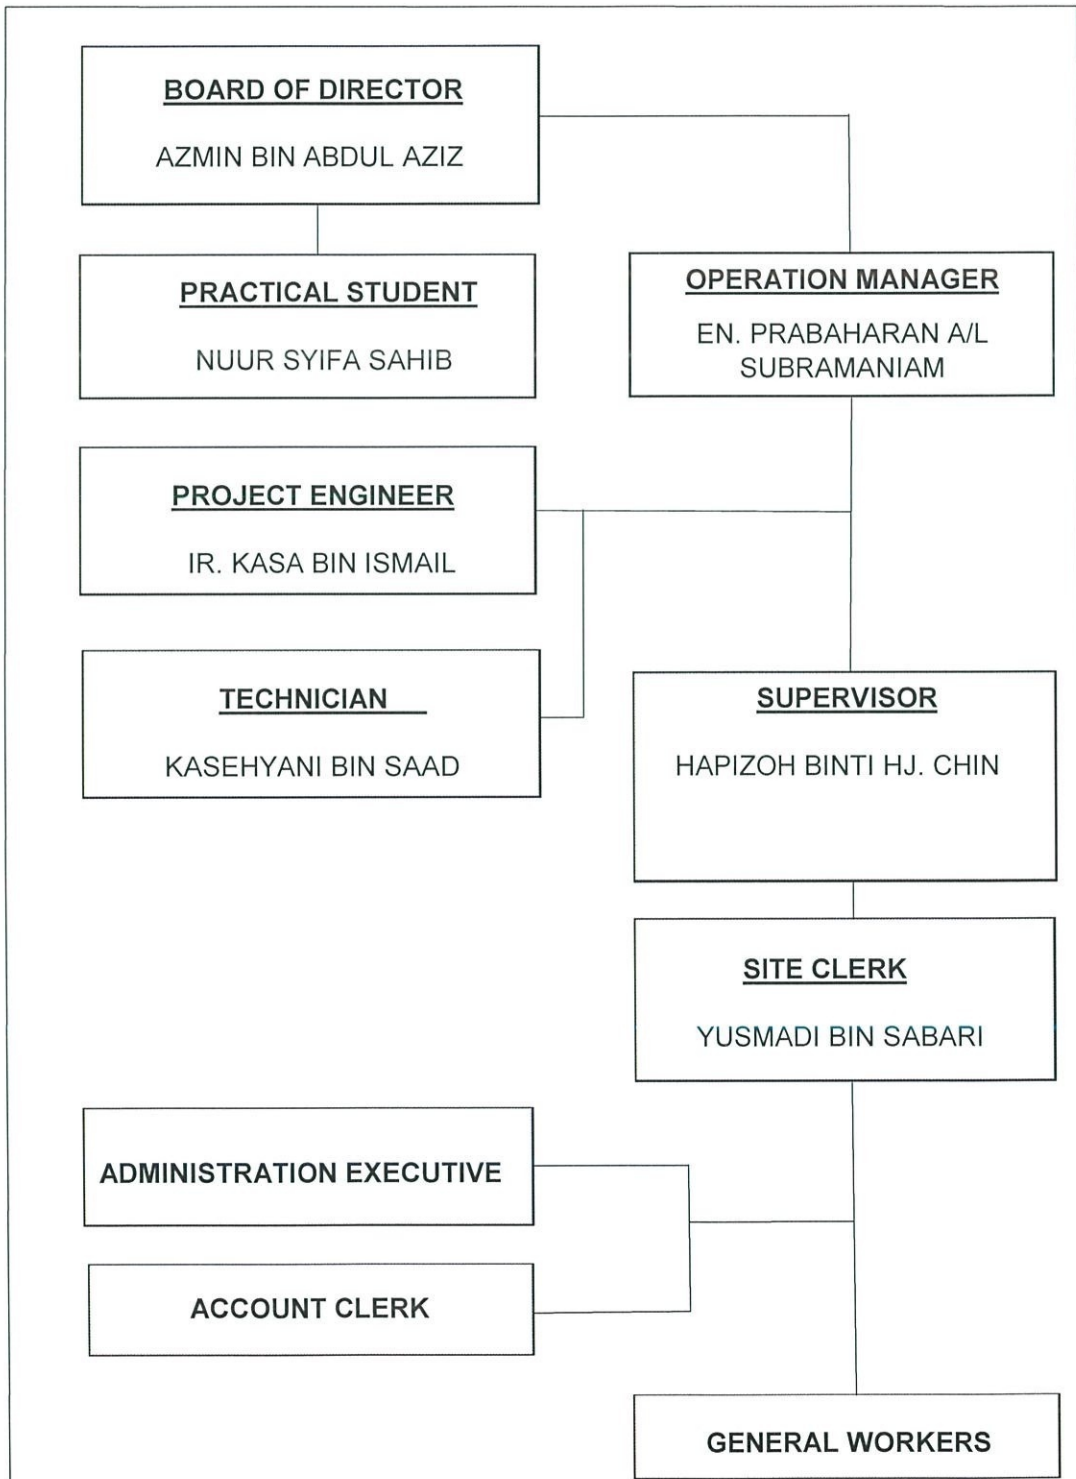 BOARD OF DIRECTOR
AZMIN BIN ABDUL AZIZ
PRACTICAL STUDENT
NUUR SYIFA SAHIB
OPERATION MANAGER
EN. PRABAHARAN A/L
SUBRAMANIAM
PROJECT ENGINEER
IR. KASA BIN ISMAIL
TECHNICIAN
KASEHYANI BIN SAAD
SUPERVISOR
HAPIZOH BINTI HJ. CHIN
SITE CLERK
YUSMADI BIN SABARI
ADMINISTRATION EXECUTIVE
ACCOUNT CLERK
GENERAL WORKERS